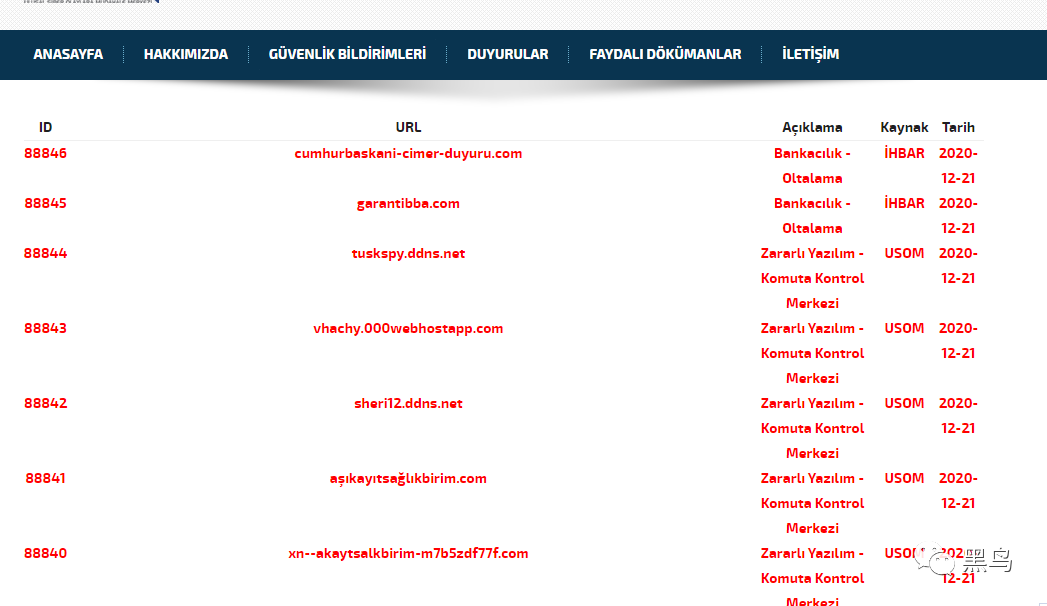 ANASAYFA HAKKIMIZDA GÜVENLİK BİLDİRİMLERİ DUYURULAR FAYDALI DÖKÜMANLAR İLETİŞİM
ID URL Açıklama Kaynak Tarih
88846 cumhurbaskani-cimer-duyuru.com Bankacılık - İHBAR 2020-
Oltalama 12-21
88845 garantibba.com Bankacılık - İHBAR 2020-
Oltalama 12-21
88844 tuskspy.ddns.net Zararlı Yazılım - USOM 2020-
Komuta Kontrol 12-21
Merkezi
88843 vhachy.000webhostapp.com Zararlı Yazılım - USOM 2020-
Komuta Kontrol 12-21
Merkezi
88842 sheri12.ddns.net Zararlı Yazılım - USOM 2020-
Komuta Kontrol 12-21
Merkezi
88841 aşıkayıtsağlıkbirim.com Zararlı Yazılım - USOM 2020-
Komuta Kontrol 12-21
Merkezi
88840 xn--akaytsalkbirim-m7b5zdf77f.com Zararlı Yazılım - USOM 2020-
Komuta Kontrol 12-21
Merkezi
黑鸟